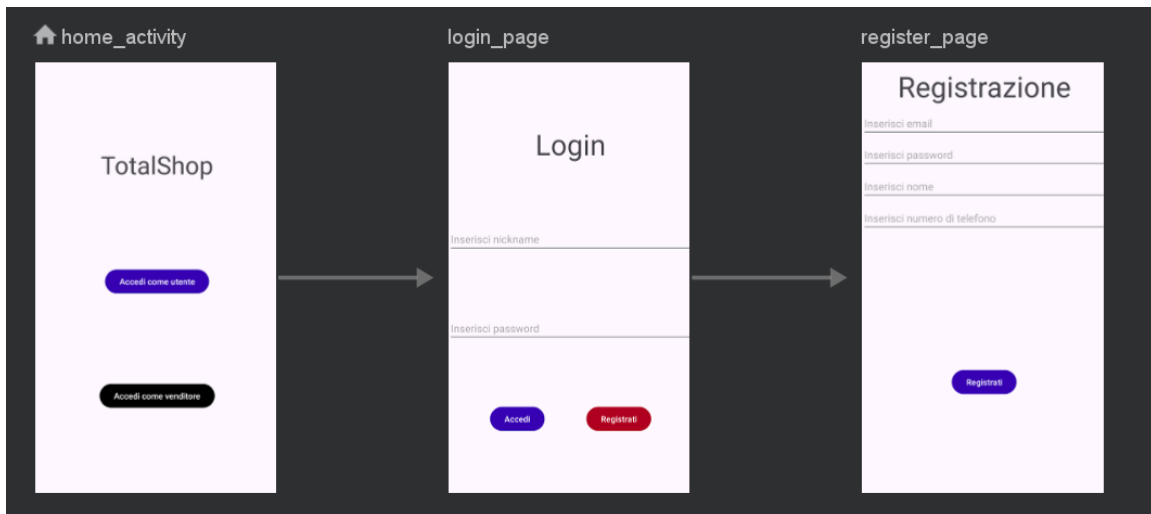 home_activity
TotalShop
Accedi come utente
Accedi come venditore
login_page
Login
Inserisci nickname
Inserisci password
Accedi
Registrati
register_page
Registrazione
Inserisci email
Inserisci password
Inserisci nome
Inserisci numero di telefono
Registrati